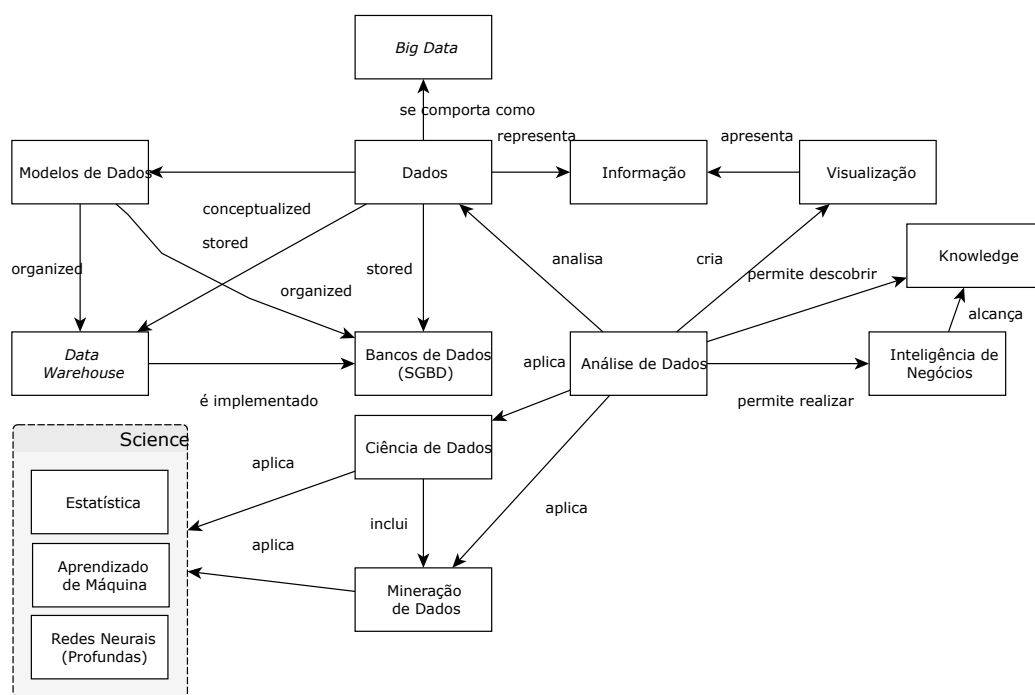 Big Data
se comporta como
representa
apresenta
Modelos de Dados
Dados
Informação
Visualização
conceptualized
stored
organized
organized
stored
analisa
cria
permite descobrir
Knowledge
alcança
Data
Warehouse
Bancos de Dados
(SGBD)
aplica
Análise de Dados
Inteligência de
Negócios
é implementado
permite realizar
Science
Ciência de Dados
aplica
Estatística
inclui
aplica
aplica
Aprendizado
de Máquina
Mineração
de Dados
Redes Neurais
(Profundas)